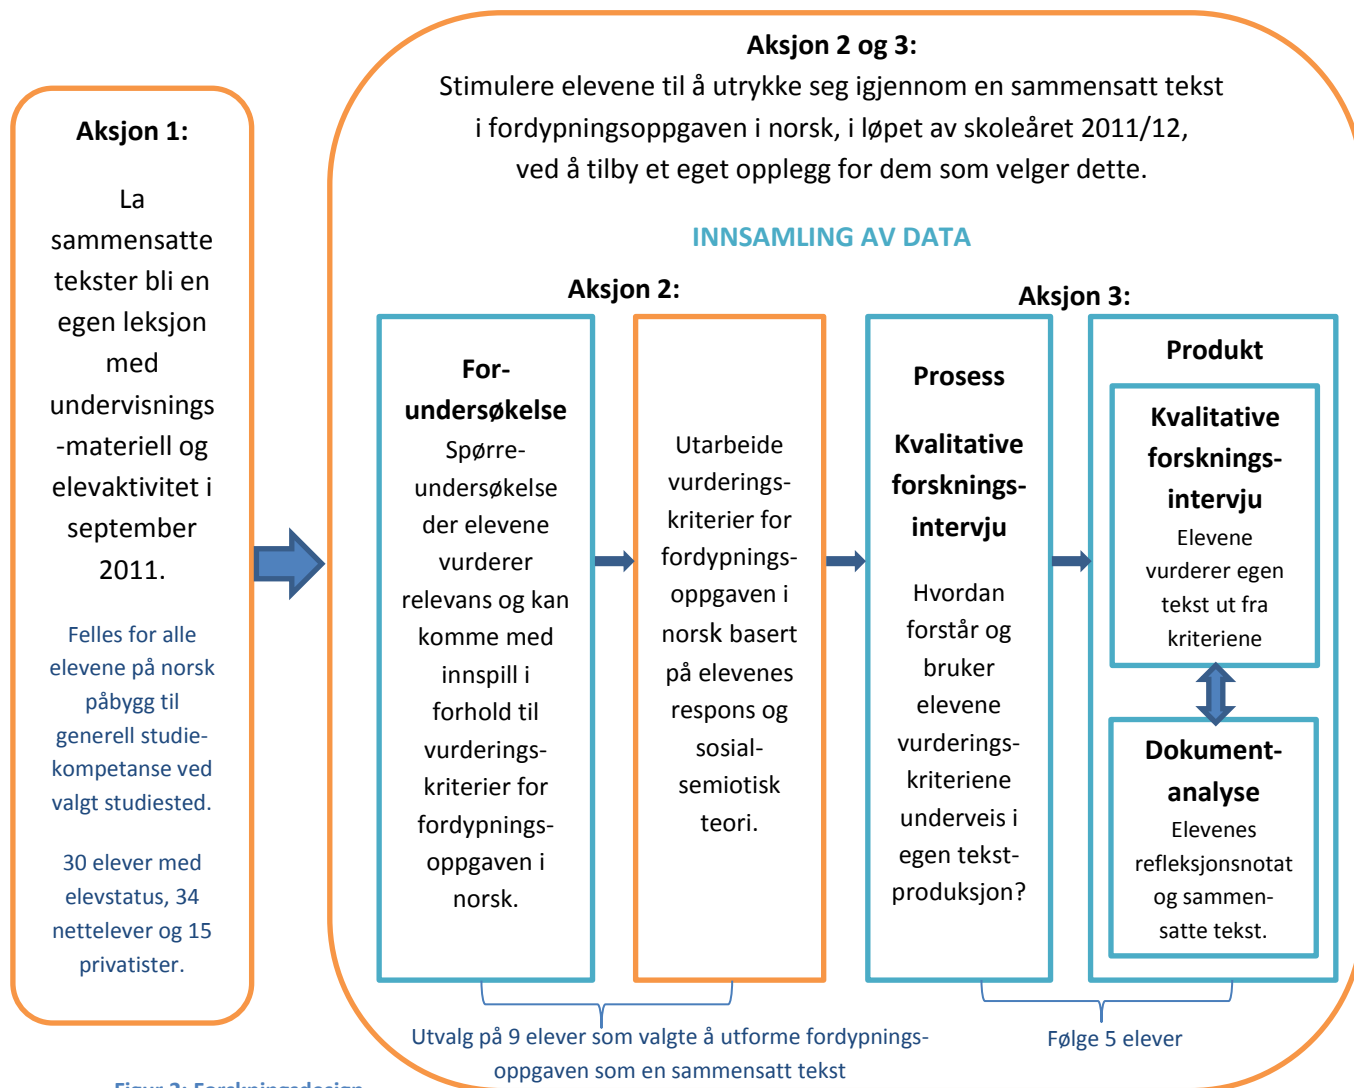 Aksjon 1:
La
sammensatte
tekster bli en
egen leksjon
med
undervisnings
-materiell og
elevaktivitet i
september
2011.
Felles for alle
elevene på norsk
påbygg til
generell studie-
kompetanse ved
valgt studiested.
30 elever med
elevstatus, 34
nettelever og 15
privatister.
Aksjon 2 og 3:
Stimulere elevene til å utrykke seg igjennom en sammensatt tekst
i fordypningsoppgaven i norsk, i løpet av skoleåret 2011/12,
ved å tilby et eget opplegg for dem som velger dette.
INNSAMLING AV DATA
Aksjon 2:
For-
undersøkelse
Spørre-
undersøkelse
der elevene
vurderer
relevans og kan
komme med
innspill i
forhold til
vurderings-
kriterier for
fordypnings-
oppgaven i
norsk.
Utarbeide
vurderings-
kriterier for
fordypnings-
oppgaven i
norsk basert
på elevenes
respons og
sosial-
semiotisk
teori.
Utvalg på 9 elever som valgte å utforme fordypnings-
oppgaven som en sammensatt tekst
Aksjon 3:
Prosess
Kvalitative
forsknings-
intervju
Hvordan
forstår og
bruker
elevene
vurderings-
kriteriene
underveis i
egen tekst-
produksjon?
Produkt
Kvalitative
forsknings-
intervju
Elevene
vurderer egen
tekst ut fra
kriteriene
Dokument-
analyse
Elevenes
refleksjonsnotat
og sammen-
satte tekst.
Følge 5 elever
Forskningsdesign